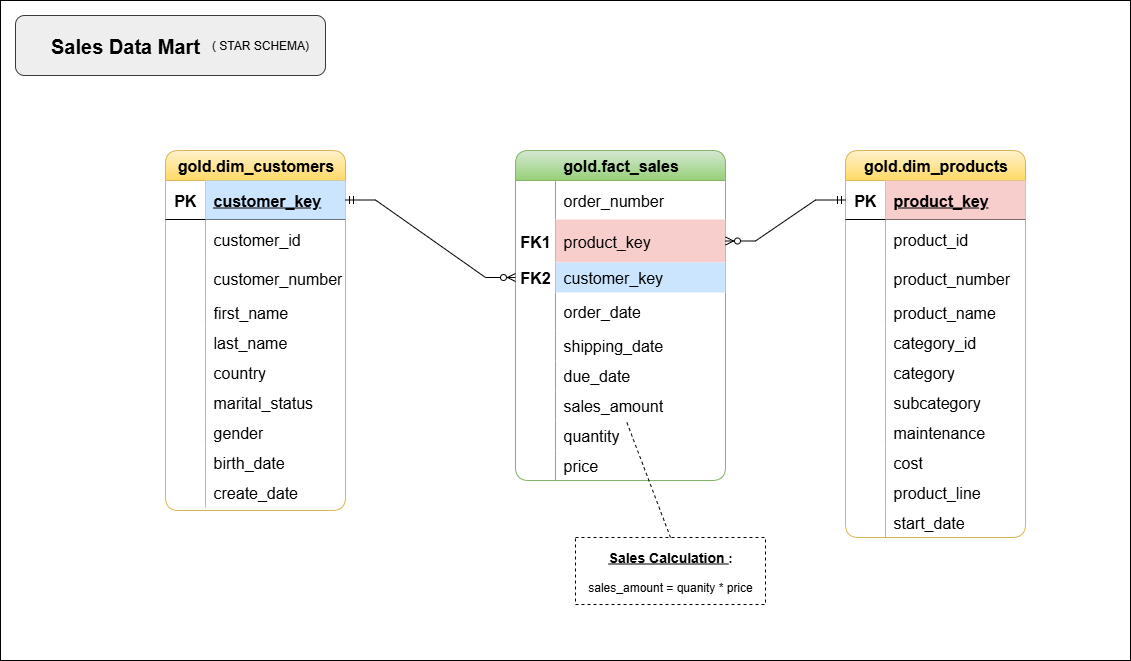 Sales Data Mart ( STAR SCHEMA)
gold.dim_customers
PK customer_key
customer_id
customer_number
first_name
last_name
country
marital_status
gender
birth_date
create_date
gold.fact_sales
order_number
FK1 product_key
FK2 customer_key
order_date
shipping_date
due_date
sales_amount
quantity
price
gold.dim_products
PK product_key
product_id
product_number
product_name
category_id
category
subcategory
maintenance
cost
product_line
start_date
Sales Calculation :
sales_amount = quanity * price